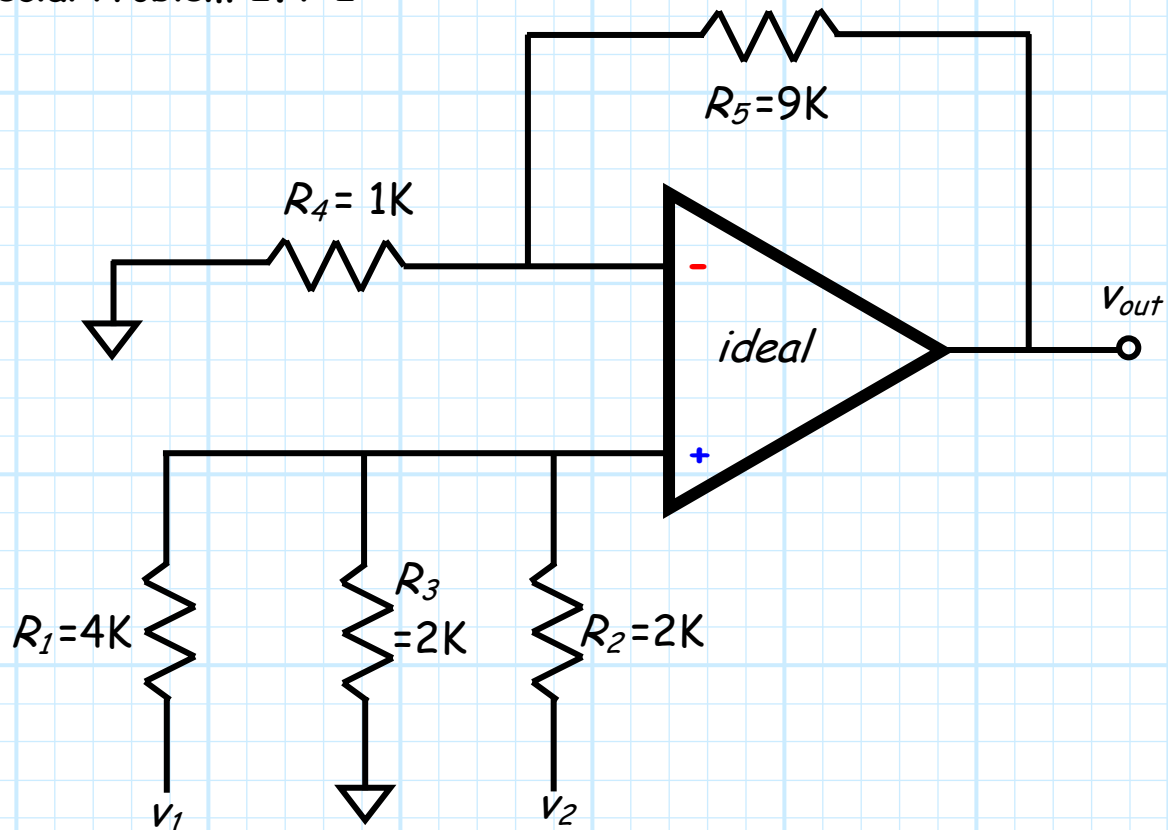 R5=9K
R4= 1K
-
ideal
vout
+
R1=4K
R3
=2K
R2=2K
v1
v2